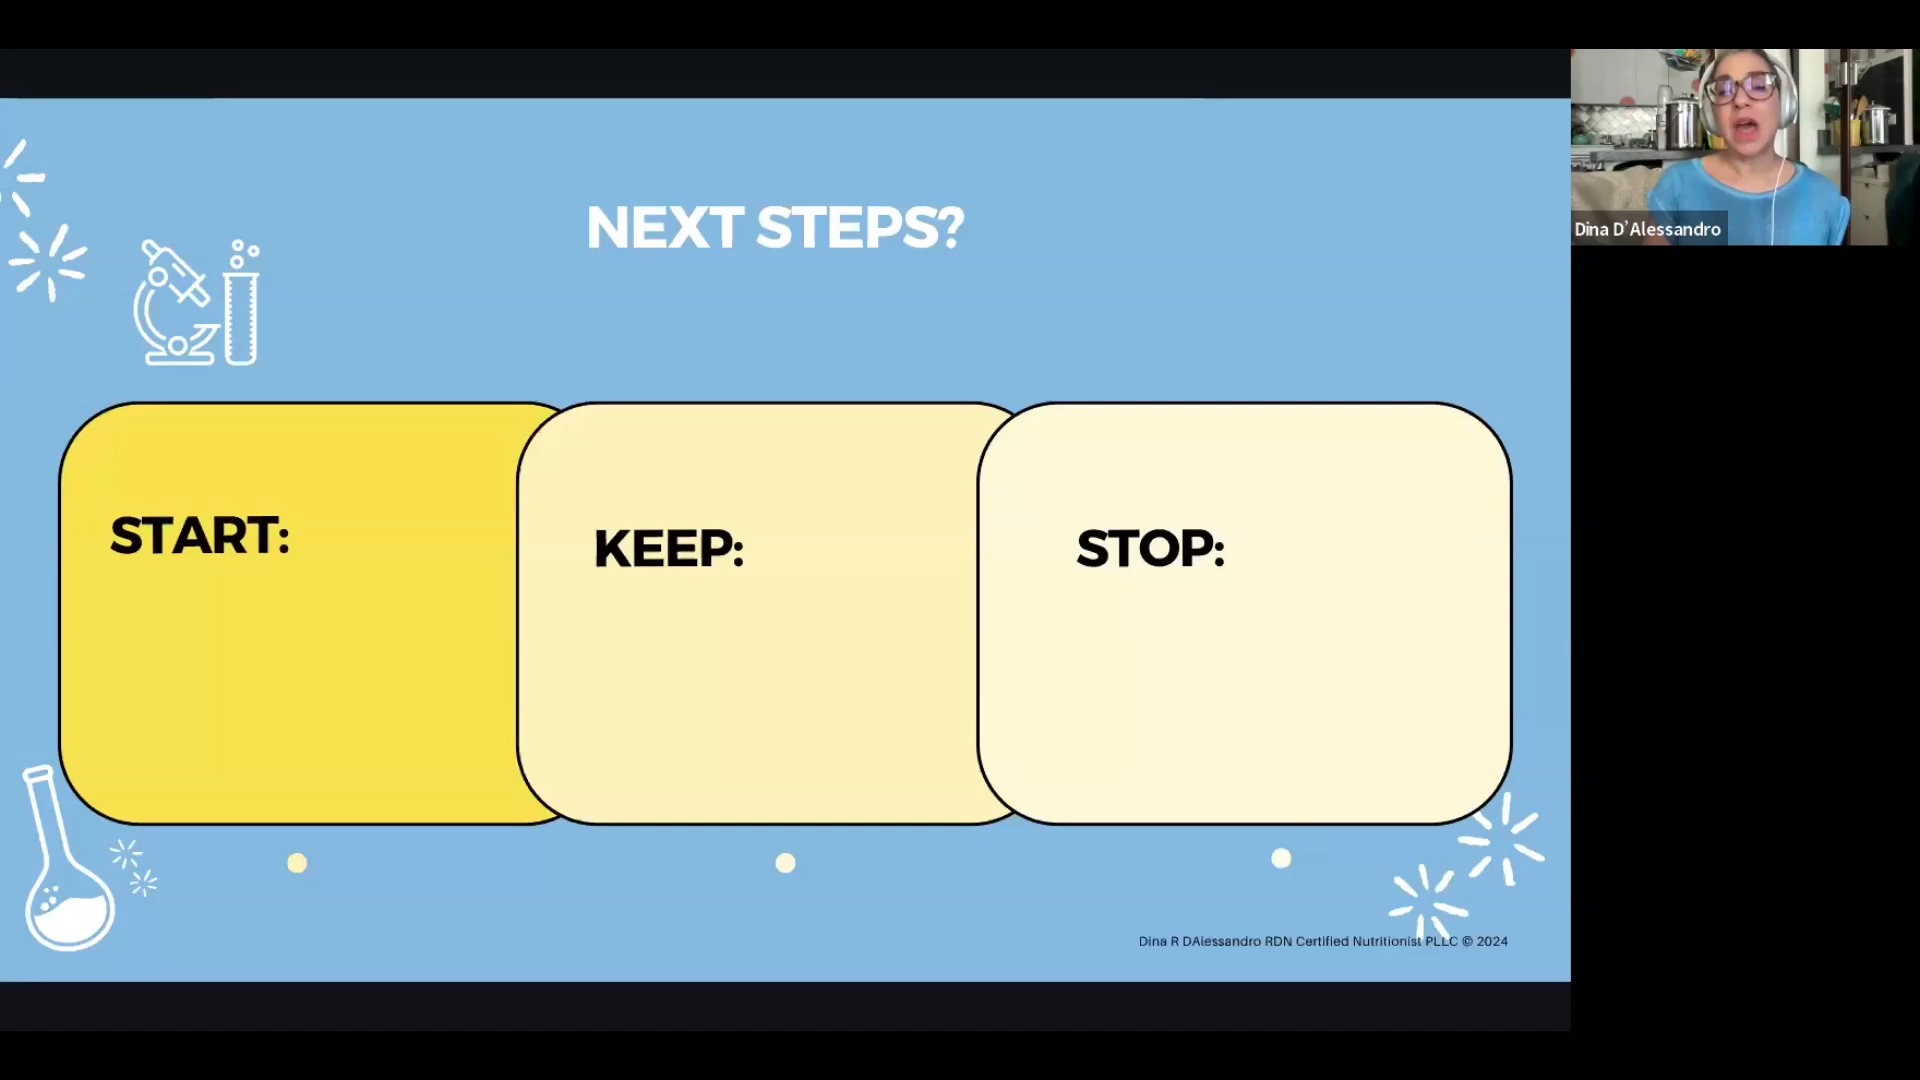 NEXT STEPS?
START:
KEEP:
STOP:
Dina R DAlessandro RDN Certified Nutritionist PLLC © 2024
Dina D'Alessandro